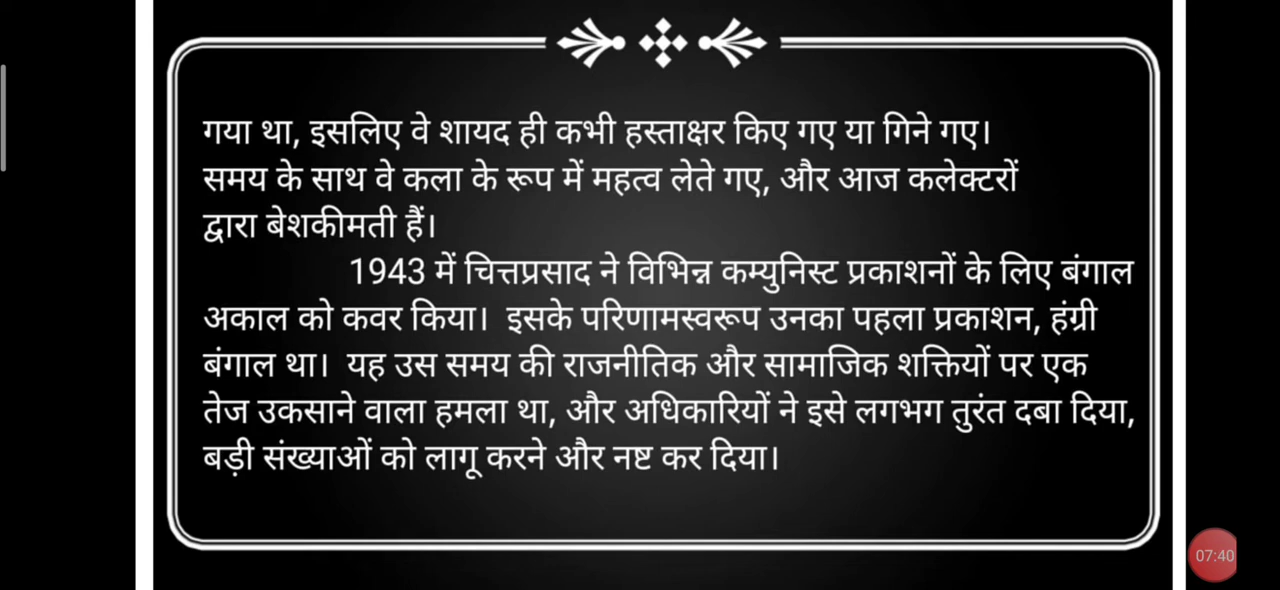 गया था, इसलिए वे शायद ही कभी हस्ताक्षर किए गए या गिने गए।
समय के साथ वे कला के रूप में महत्व लेते गए, और आज कलेक्टरों
द्वारा बेशकीमती हैं।
1943 में चित्तप्रसाद ने विभिन्न कम्युनिस्ट प्रकाशनों के लिए बंगाल
अकाल को कवर किया। इसके परिणामस्वरूप उनका पहला प्रकाशन, हंग्री
बंगाल था। यह उस समय की राजनीतिक और सामाजिक शक्तियों पर एक
तेज उकसाने वाला हमला था, और अधिकारियों ने इसे लगभग तुरंत दबा दिया,
बड़ी संख्याओं को लागू करने और नष्ट कर दिया।
07:40